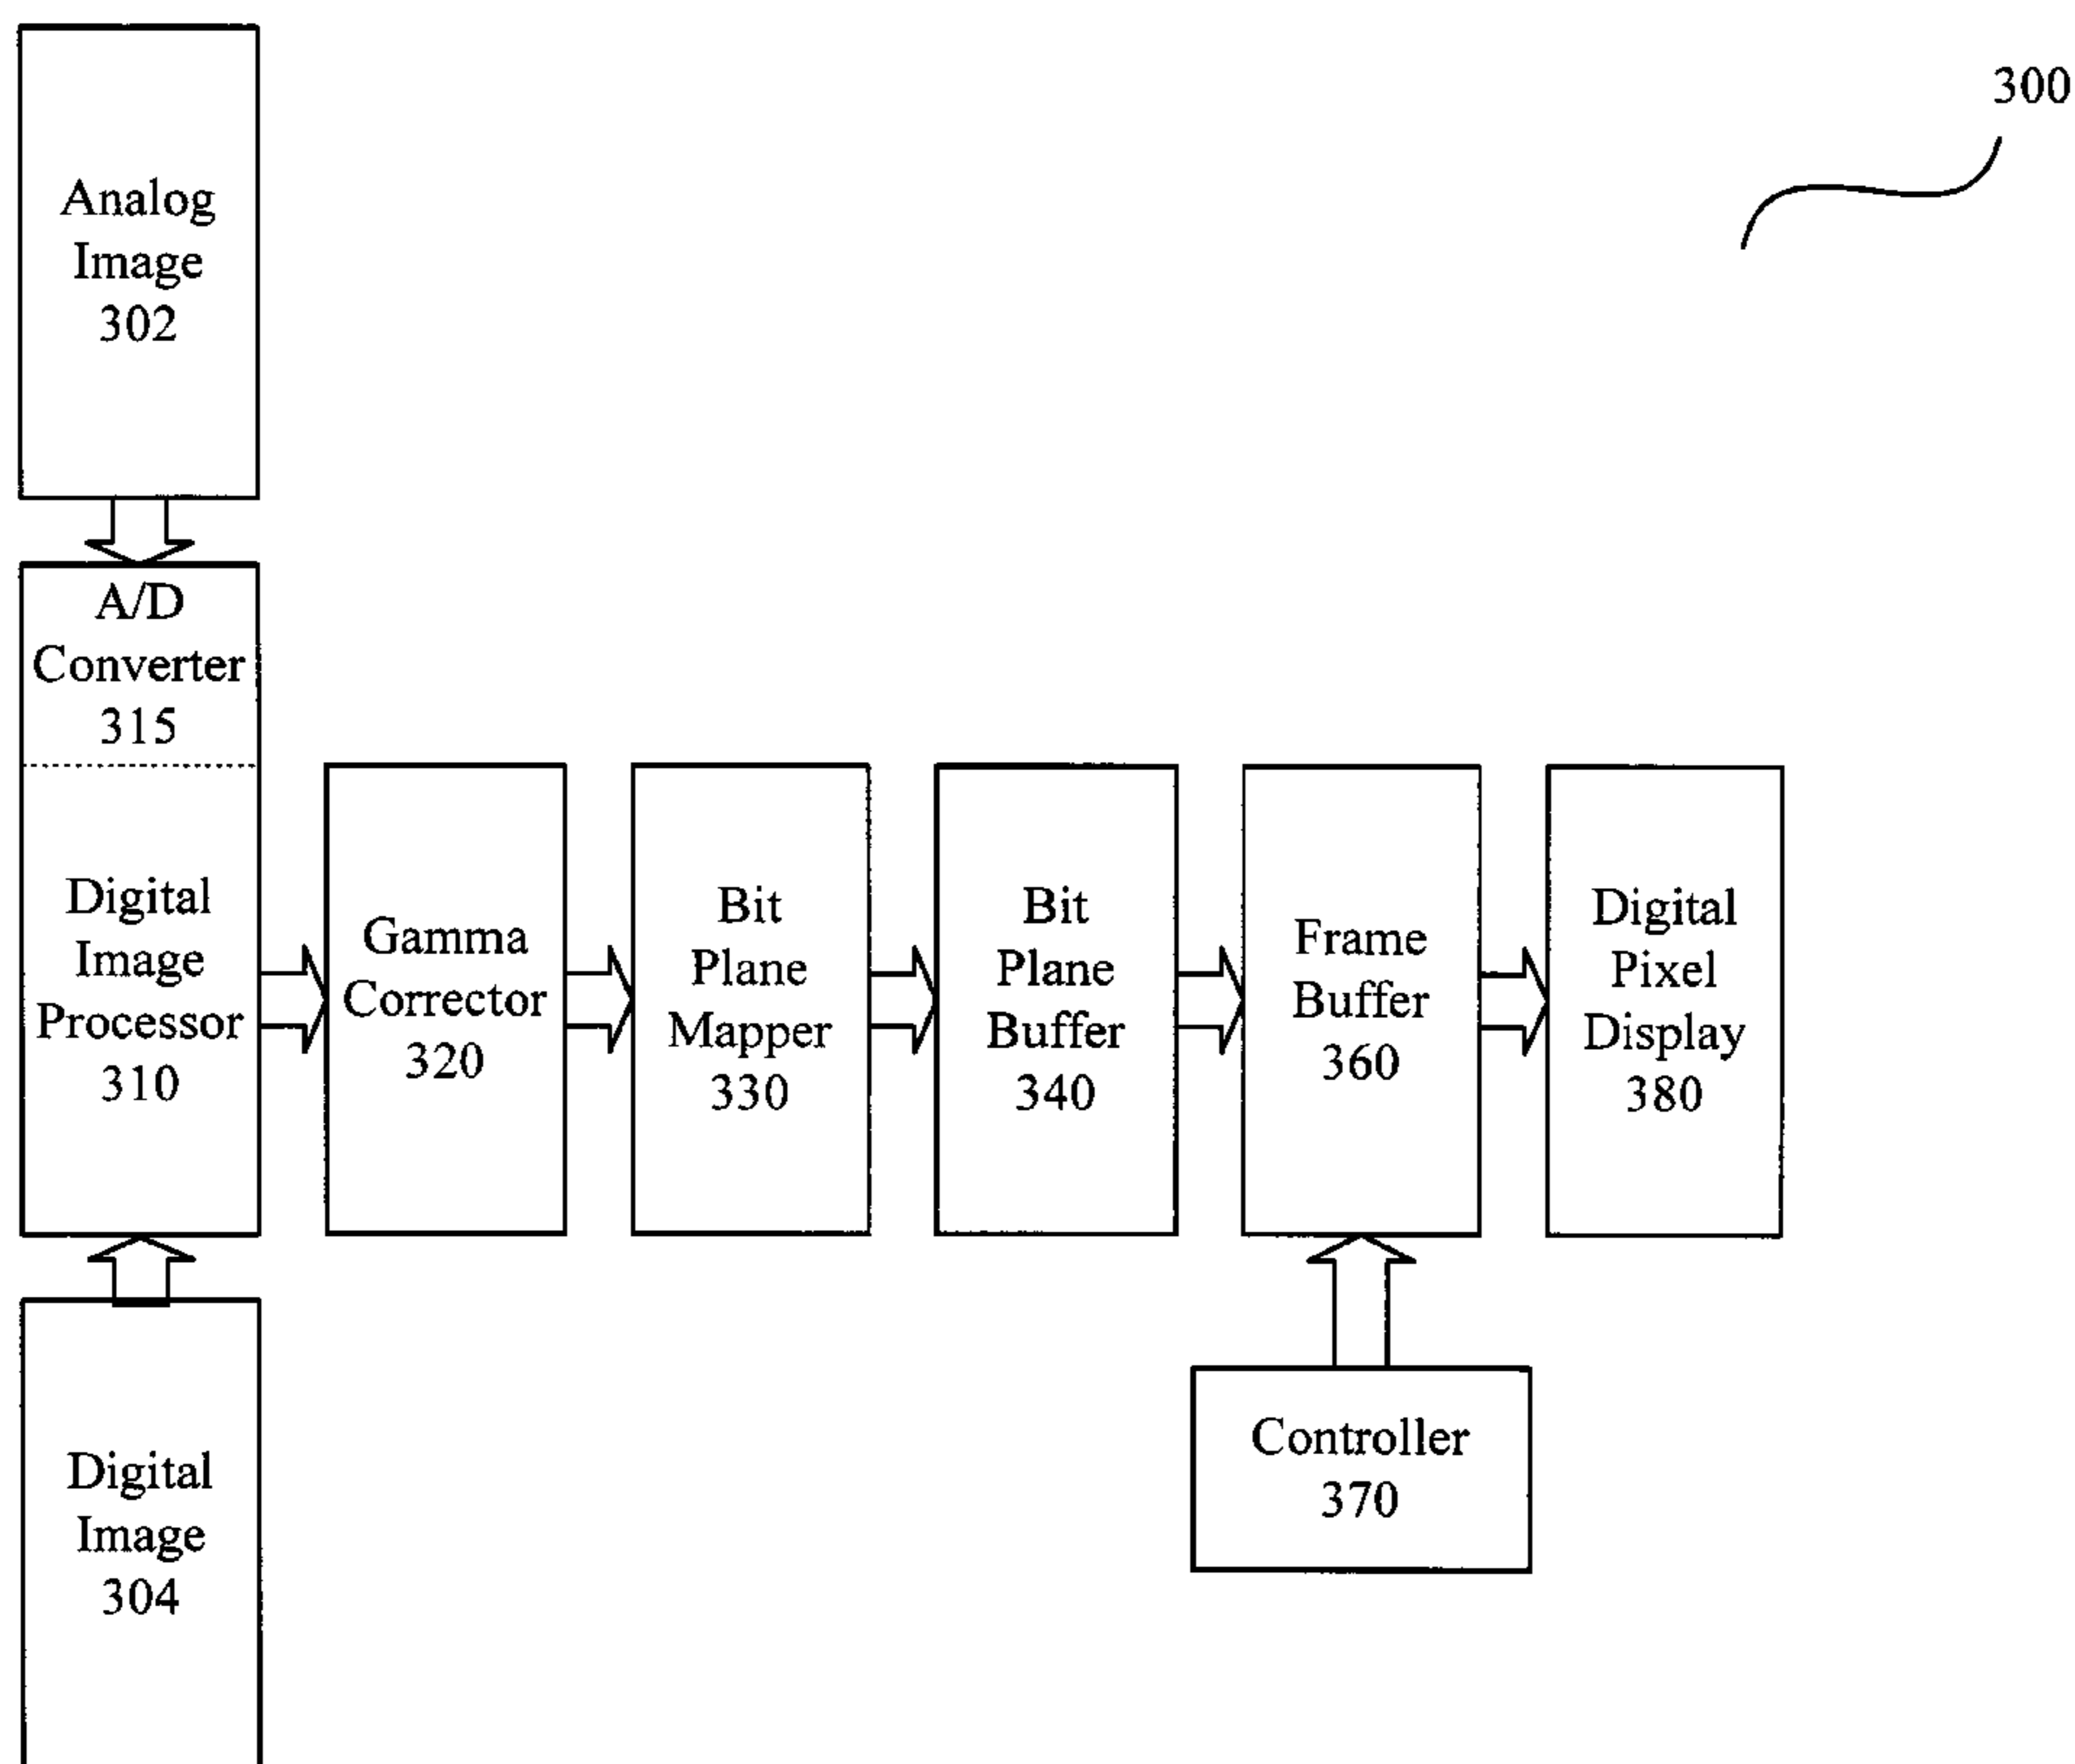 300
Analog
Image
302
A/D
Converter
315
Digital
Image
Processor
310
Gamma
Corrector
320
Bit
Plane
Mapper
330
Bit
Plane
Buffer
340
Frame
Buffer
360
Digital
Pixel
Display
380
Controller
370
Digital
Image
304